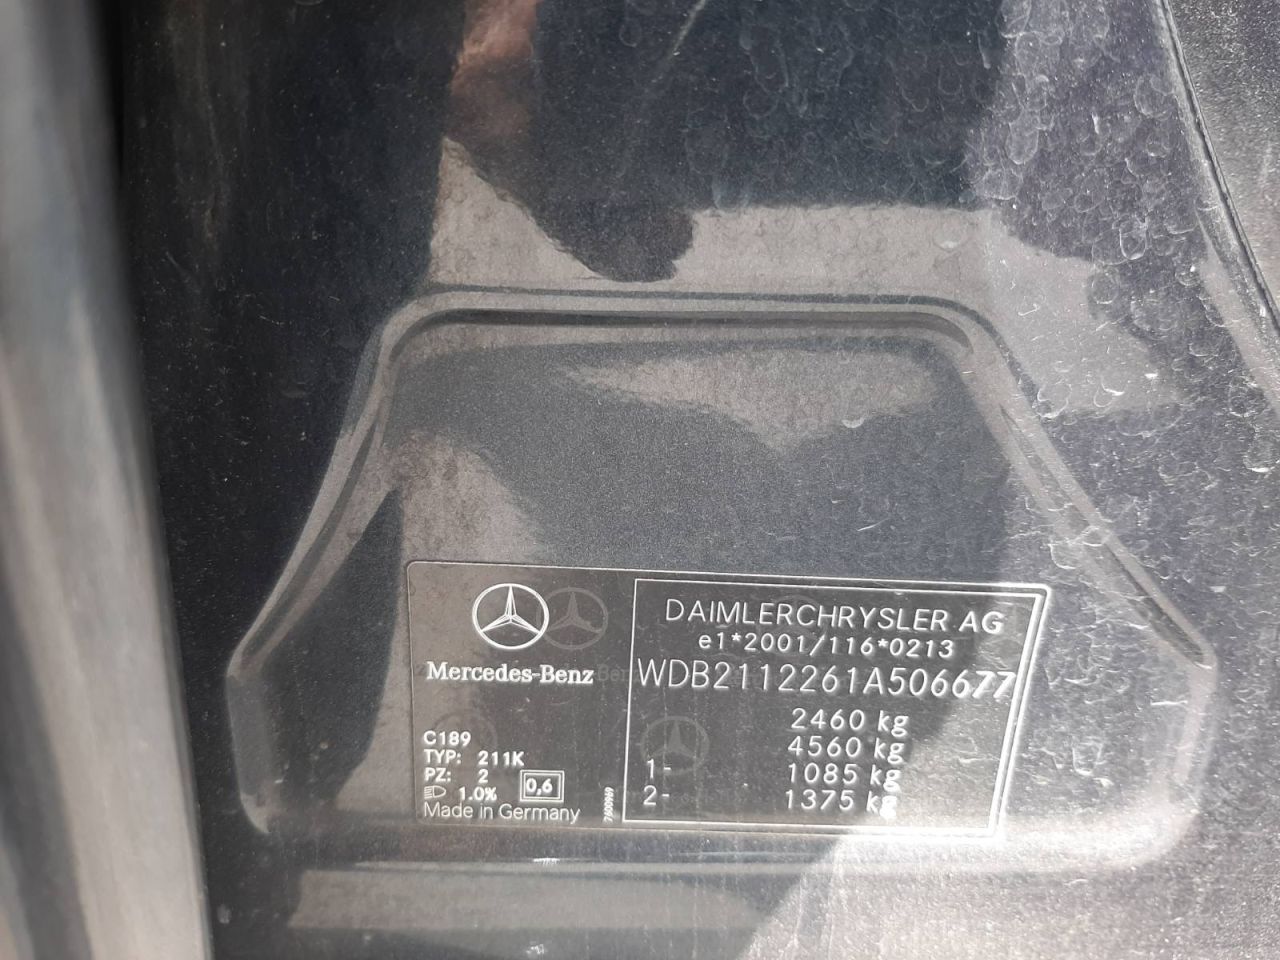 Mercedes-Benz
C189
TYP: 211K
PZ: 2
1.0%
0,6
Made in Germany
DAIMLERCHRYSLER AG
e1*2001/116*0213
WDB2112261A506677
2460 kg
4560 kg
1- 1085 kg
2- 1375 kg